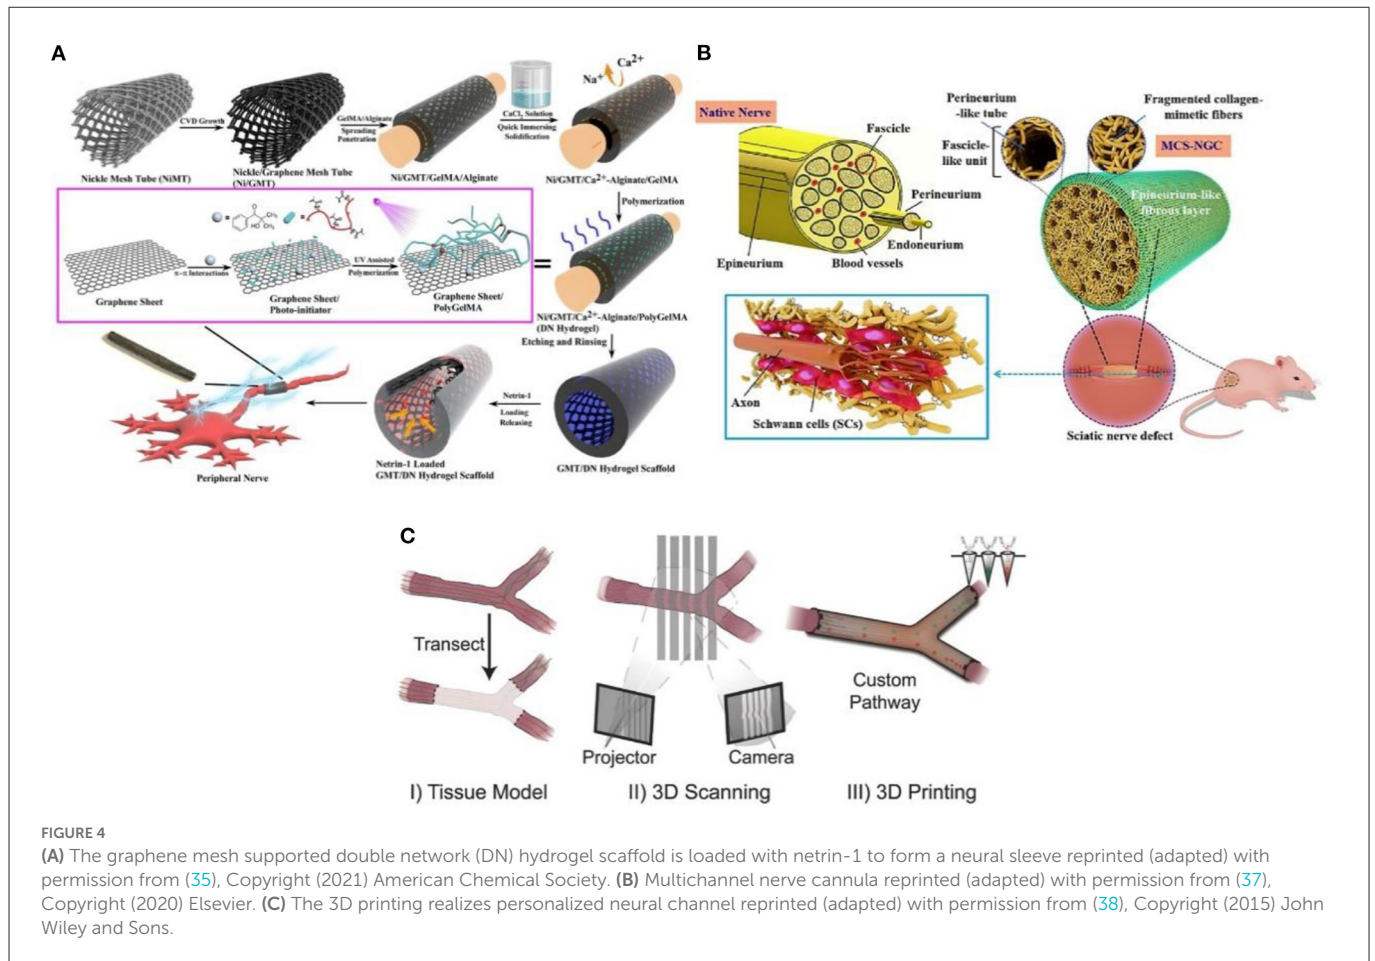 A
CVD Growth
Nickle Mesh Tube (NiMT)
Nickle/Graphene Mesh Tube
(Ni/GMT)
GelMA/Alginate
Spreading
Penetration
Ni/GMT/GelMA/Alginate
CaCl₂ Solution
Quick Immersing
Solidification
Na⁺
Ca²⁺
Ni/GMT/Ca²⁺-Alginate/GelMA
Polymerization
π-π Interactions
Graphene Sheet
Graphene Sheet/
Photo-initiator
UV Assisted
Polymerization
Graphene Sheet/
PolyGelMA
Ni/GMT/Ca²⁺-Alginate/PolyGelMA
(DN Hydrogel)
Etching and Rinsing
GMT/DN Hydrogel Scaffold
Netrin-1
Loading
Releasing
Netrin-1 Loaded
GMT/DN Hydrogel Scaffold
Peripheral Nerve
B
Native Nerve
Fascicle
Perineurium
Endoneurium
Blood vessels
Epineurium
Perineurium
-like tube
Fascicle-
like unit
Fragmented collagen-
mimetic fibers
MCS-NGC
Epineurium-like
fibrous layer
Axon
Schwann cells (SCs)
Sciatic nerve defect
C
Transect
Projector
Camera
Custom
Pathway
I) Tissue Model
II) 3D Scanning
III) 3D Printing
FIGURE 4
(A) The graphene mesh supported double network (DN) hydrogel scaffold is loaded with netrin-1 to form a neural sleeve reprinted (adapted) with
permission from (35), Copyright (2021) American Chemical Society. (B) Multichannel nerve cannula reprinted (adapted) with permission from (37),
Copyright (2020) Elsevier. (C) The 3D printing realizes personalized neural channel reprinted (adapted) with permission from (38), Copyright (2015) John
Wiley and Sons.